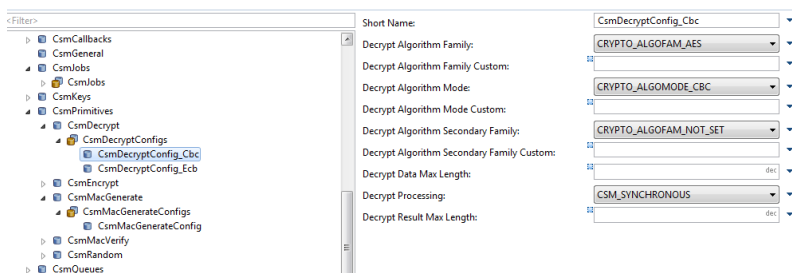 <Filter>
CsmCallbacks
CsmGeneral
CsmJobs
CsmJobs
CsmKeys
CsmPrimitives
CsmDecrypt
CsmDecryptConfigs
CsmDecryptConfig_Cbc
CsmDecryptConfig_Ecb
CsmEncrypt
CsmMacGenerate
CsmMacGenerateConfigs
CsmMacGenerateConfig
CsmMacVerify
CsmRandom
CsmQueues
Short Name: CsmDecryptConfig_Cbc
Decrypt Algorithm Family: CRYPTO_ALGOFAM_AES
Decrypt Algorithm Family Custom:
Decrypt Algorithm Mode: CRYPTO_ALGOMODE_CBC
Decrypt Algorithm Mode Custom:
Decrypt Algorithm Secondary Family: CRYPTO_ALGOFAM_NOT_SET
Decrypt Algorithm Secondary Family Custom:
Decrypt Data Max Length: dec
Decrypt Processing: CSM_SYNCHRONOUS
Decrypt Result Max Length: dec